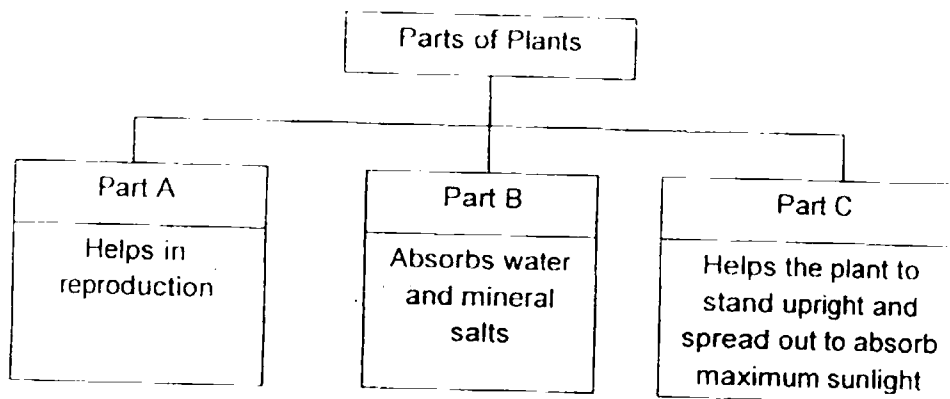 Parts of Plants
Part A
Helps in
reproduction
Part B
Absorbs water
and mineral
salts
Part C
Helps the plant to
stand upright and
spread out to absorb
maximum sunlight